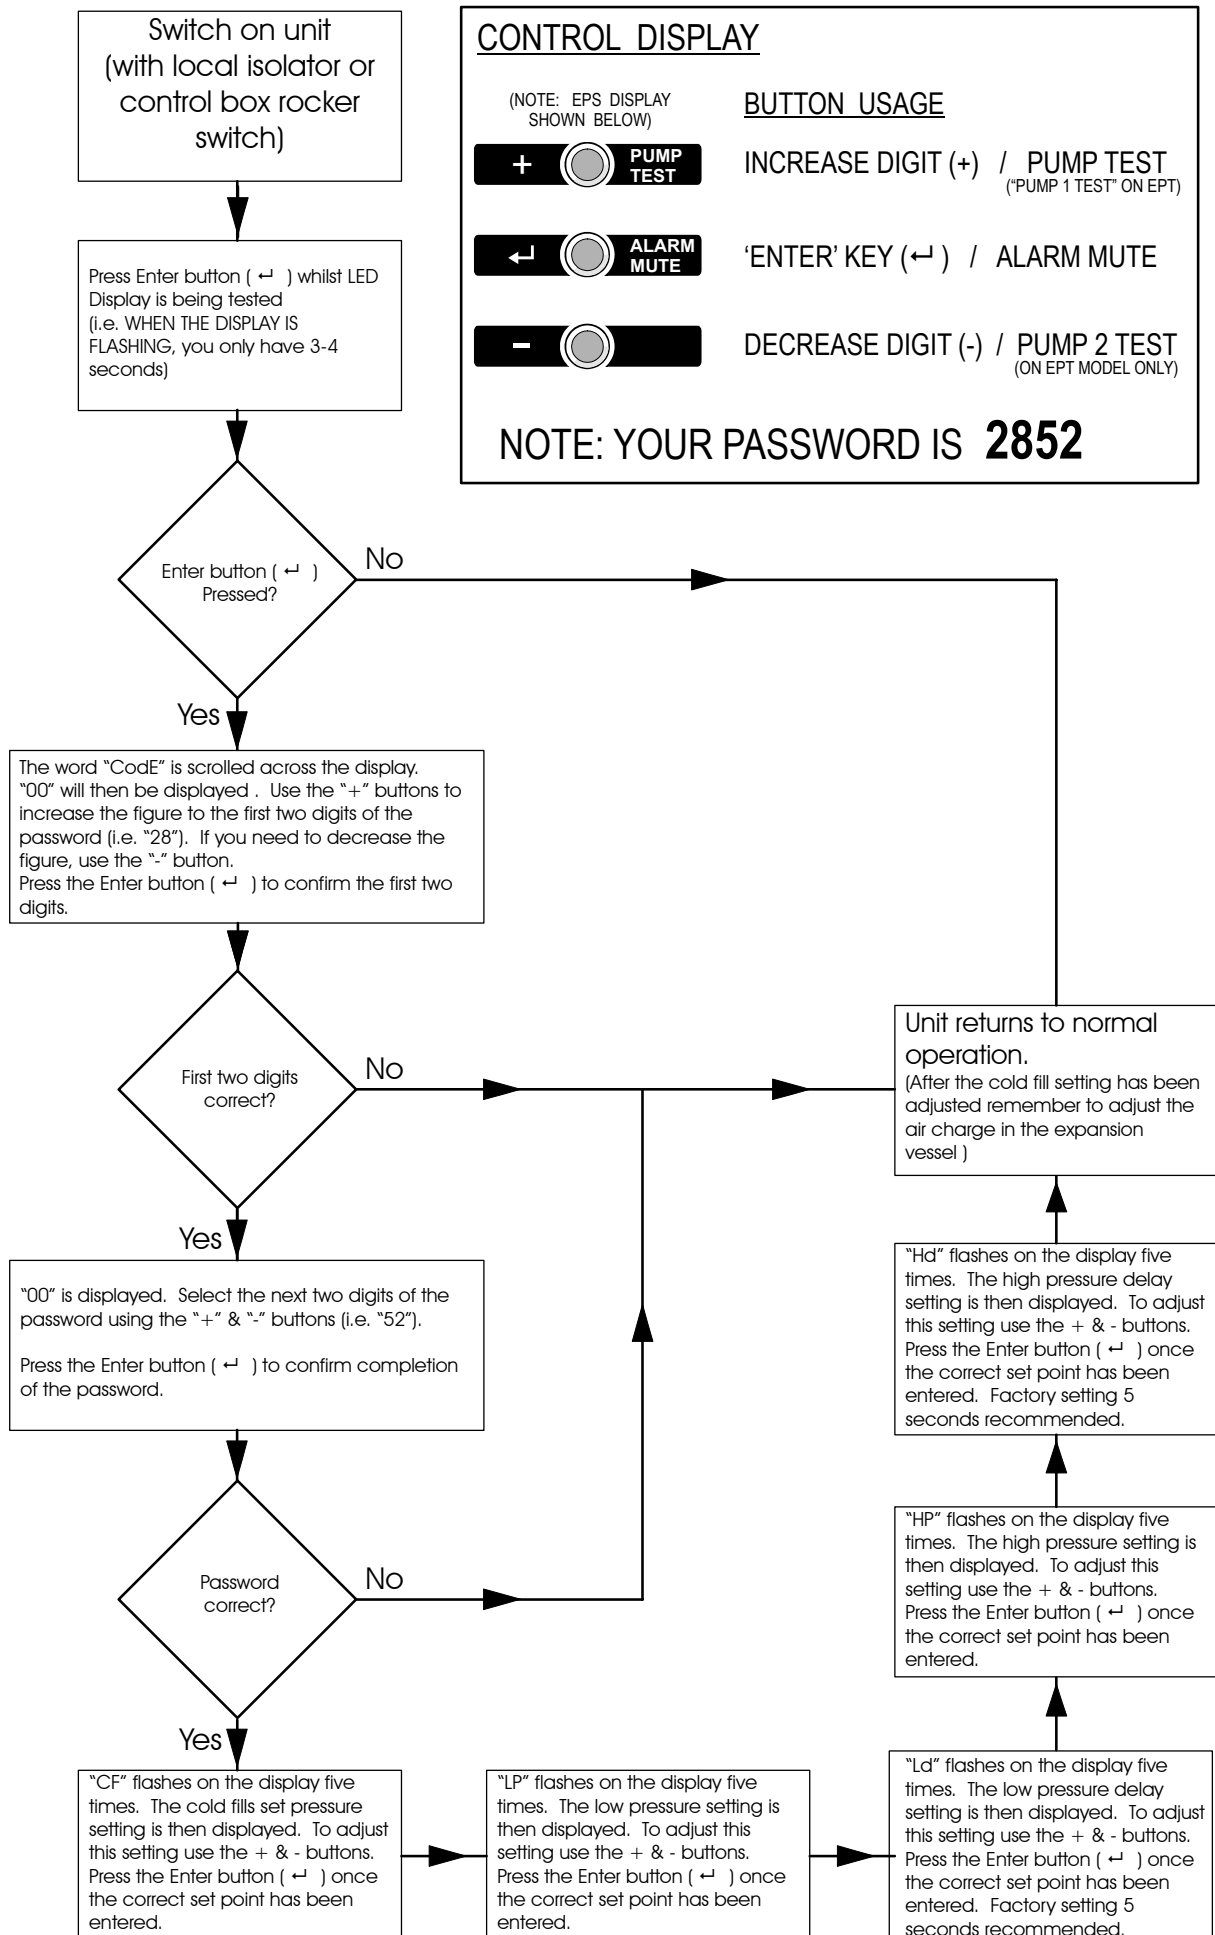 Switch on unit
(with local isolator or
control box rocker
switch)
CONTROL DISPLAY
(NOTE: EPS DISPLAY
SHOWN BELOW)
BUTTON USAGE
+ PUMP
TEST
INCREASE DIGIT (+) / PUMP TEST
("PUMP 1 TEST" ON EPT)
↵ ALARM
MUTE
‘ENTER’ KEY (↵) / ALARM MUTE
-
DECREASE DIGIT (-) / PUMP 2 TEST
(ON EPT MODEL ONLY)
NOTE: YOUR PASSWORD IS 2852
Press Enter button ( ↵ ) whilst LED
Display is being tested
(i.e. WHEN THE DISPLAY IS
FLASHING, you only have 3-4
seconds)
Enter button ( ↵ )
Pressed?
No
Yes
The word “CodE” is scrolled across the display.
“00” will then be displayed . Use the “+” buttons to
increase the figure to the first two digits of the
password (i.e. “28”). If you need to decrease the
figure, use the “-” button.
Press the Enter button ( ↵ ) to confirm the first two
digits.
First two digits
correct?
No
Yes
“00” is displayed. Select the next two digits of the
password using the “+” & “-” buttons (i.e. “52”).
Press the Enter button ( ↵ ) to confirm completion
of the password.
Password
correct?
No
Yes
“CF” flashes on the display five
times. The cold fills set pressure
setting is then displayed. To adjust
this setting use the + & - buttons.
Press the Enter button ( ↵ ) once
the correct set point has been
entered.
“LP” flashes on the display five
times. The low pressure setting is
then displayed. To adjust this
setting use the + & - buttons.
Press the Enter button ( ↵ ) once
the correct set point has been
entered.
“Ld” flashes on the display five
times. The low pressure delay
setting is then displayed. To adjust
this setting use the + & - buttons.
Press the Enter button ( ↵ ) once
the correct set point has been
entered. Factory setting 5
seconds recommended.
“HP” flashes on the display five
times. The high pressure setting is
then displayed. To adjust this
setting use the + & - buttons.
Press the Enter button ( ↵ ) once
the correct set point has been
entered.
“Hd” flashes on the display five
times. The high pressure delay
setting is then displayed. To adjust
this setting use the + & - buttons.
Press the Enter button ( ↵ ) once
the correct set point has been
entered. Factory setting 5
seconds recommended.
Unit returns to normal
operation.
(After the cold fill setting has been
adjusted remember to adjust the
air charge in the expansion
vessel )